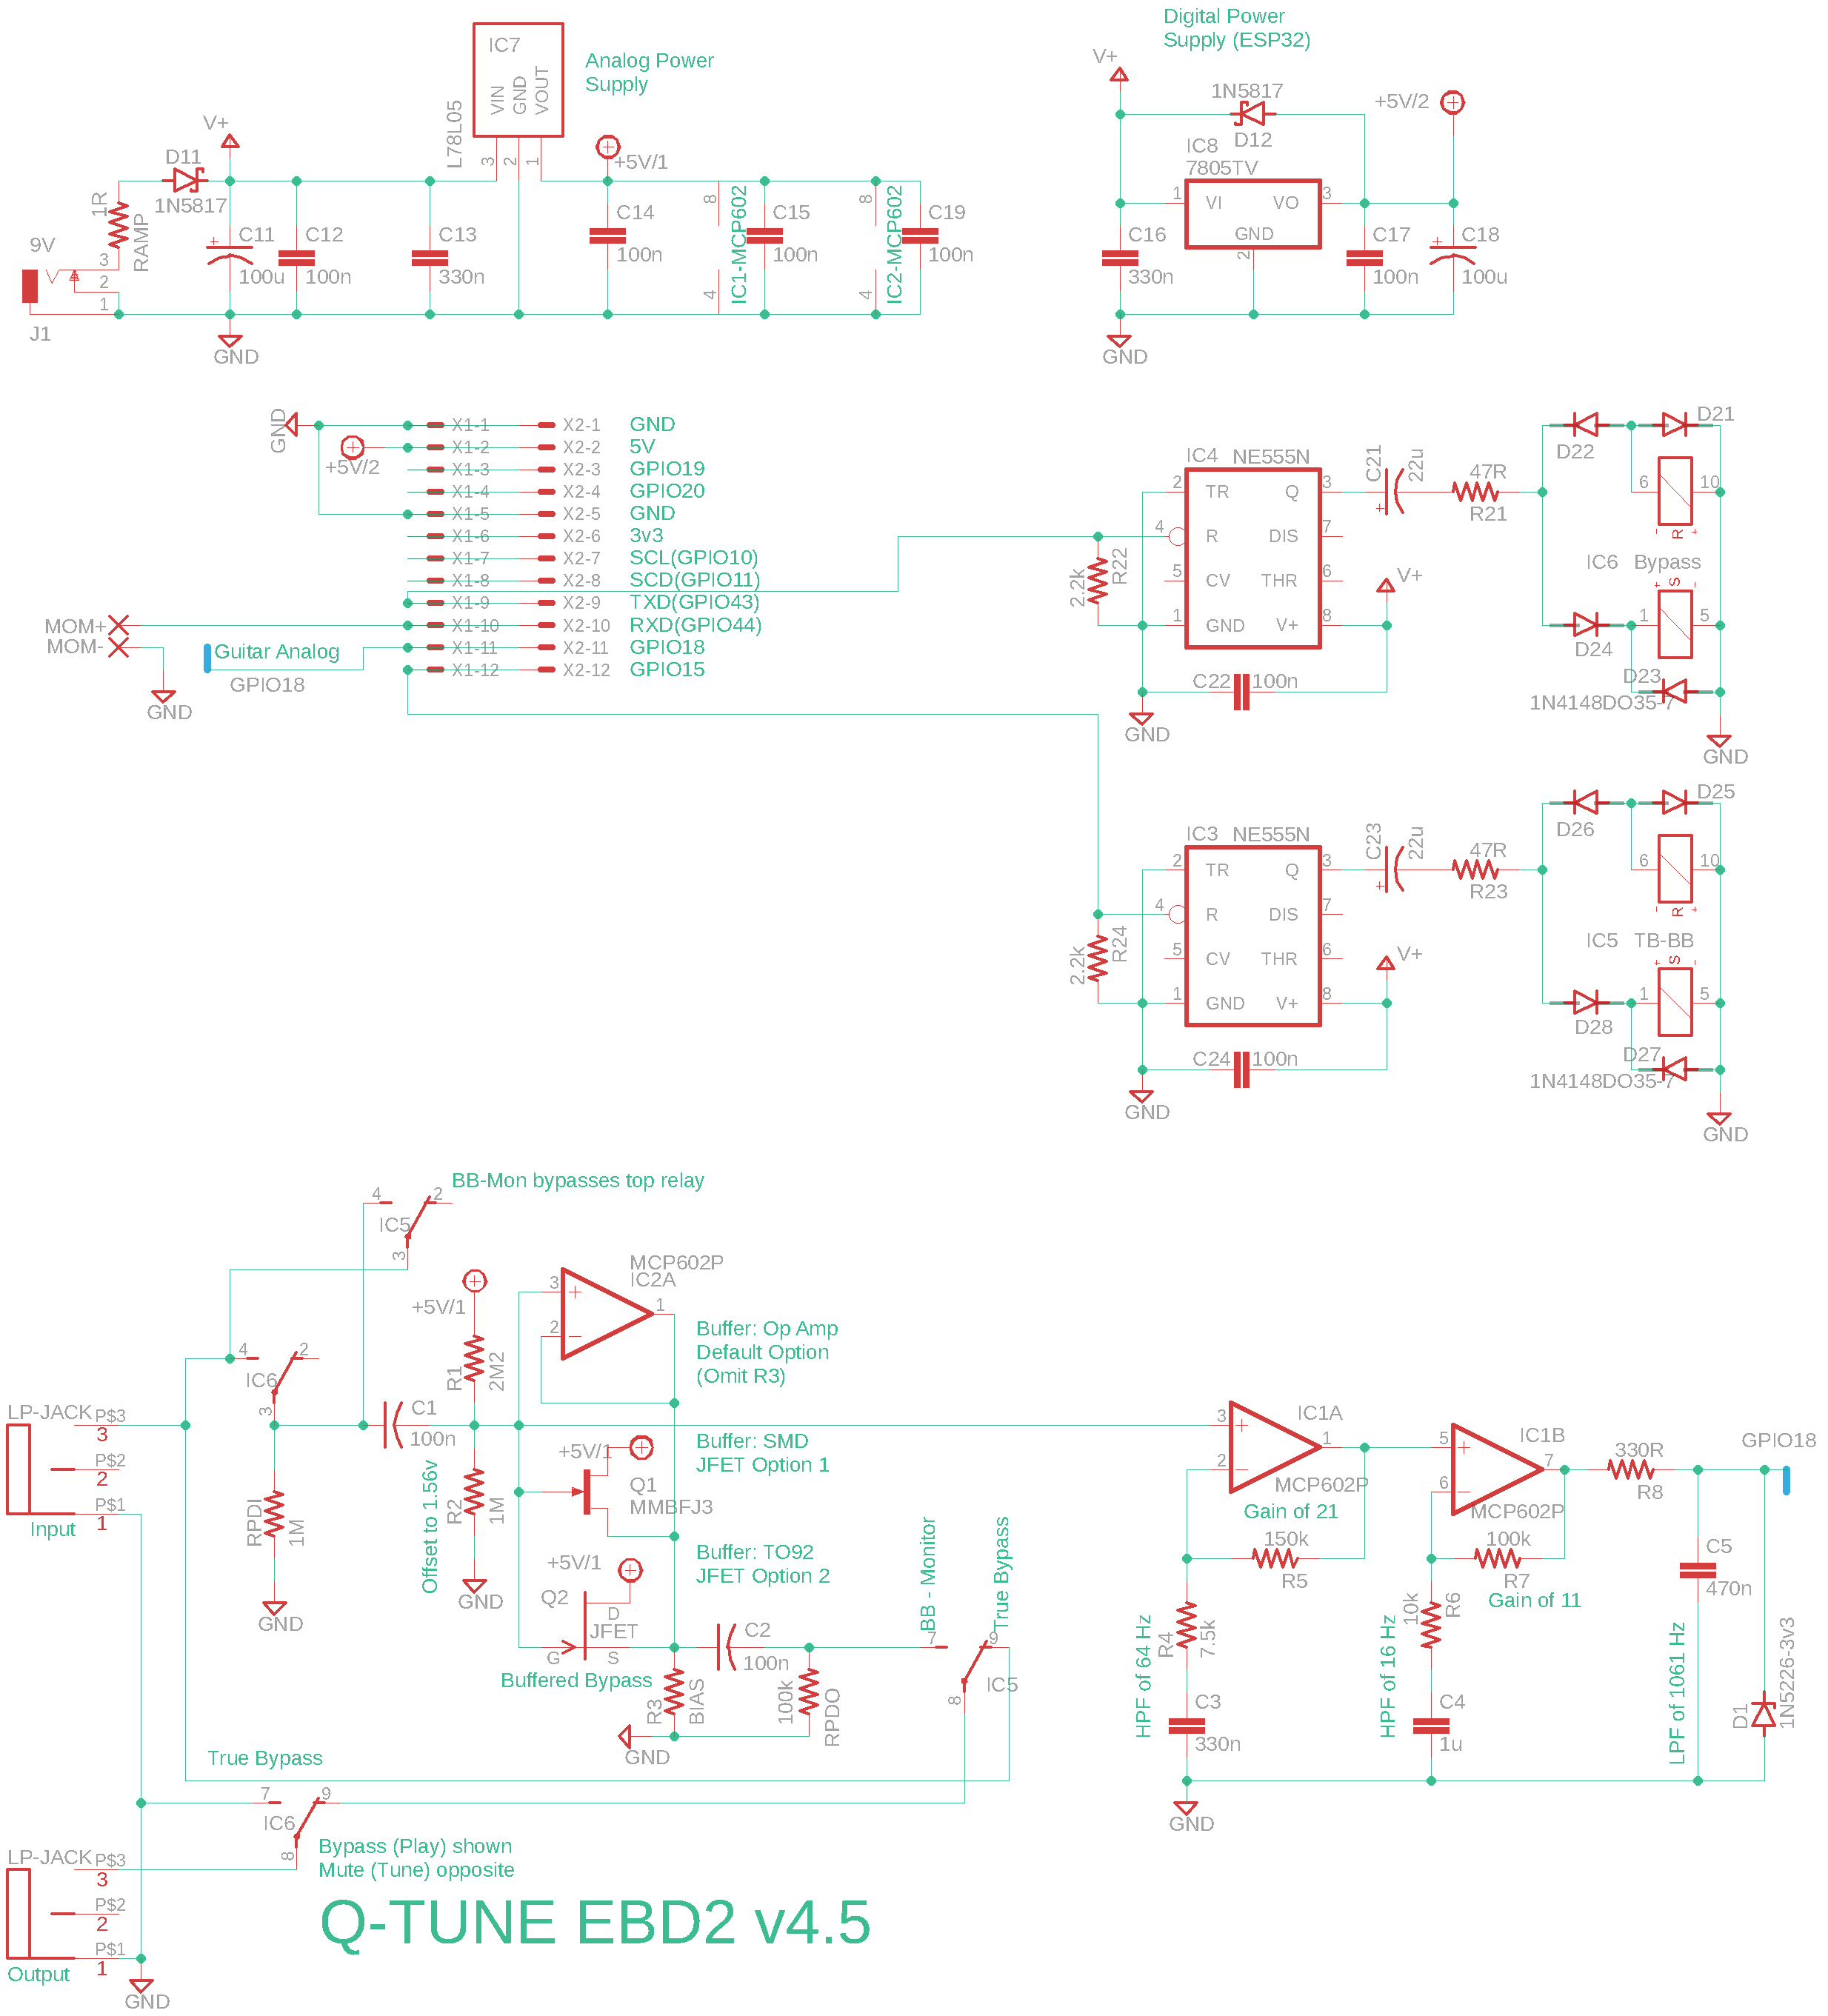 Digital Power
Supply (ESP32)
IC7
VIN
GND
VOUT
L78L05
3
2
1
Analog Power
Supply
V+
D11
1N5817
1R
RAMP
9V
3
2
1
J1
+
C11
100u
C12
100n
C13
330n
GND
+5V/1
C14
100n
8
4
IC1-MCP602
C15
100n
8
4
IC2-MCP602
C19
100n
V+
1N5817
D12
+5V/2
IC8
7805TV
1
VI
VO
3
GND
2
C16
330n
C17
100n
+
C18
100u
GND
GND
+5V/2
X1-1 X2-1 GND
X1-2 X2-2 5V
X1-3 X2-3 GPIO19
X1-4 X2-4 GPIO20
X1-5 X2-5 GND
X1-6 X2-6 3v3
X1-7 X2-7 SCL(GPIO10)
X1-8 X2-8 SCD(GPIO11)
X1-9 X2-9 TXD(GPIO43)
X1-10 X2-10 RXD(GPIO44)
X1-11 X2-11 GPIO18
X1-12 X2-12 GPIO15
MOM+
MOM-
Guitar Analog
GPIO18
GND
IC4 NE555N
2 TR Q 3
4 R DIS 7
5 CV THR 6
1 GND V+ 8
R22
2.2k
C22 100n
GND
V+
C21
22u
+
47R
R21
D22
D21
6
10
- R +
IC6 Bypass
+ S -
1
5
D24
D23
1N4148DO35-7
GND
IC3 NE555N
2 TR Q 3
4 R DIS 7
5 CV THR 6
1 GND V+ 8
R24
2.2k
C24 100n
GND
V+
C23
22u
+
47R
R23
D26
D25
6
10
- R +
IC5 TB-BB
+ S -
1
5
D28
D27
1N4148DO35-7
GND
BB-Mon bypasses top relay
4
2
IC5
3
4
2
IC6
3
LP-JACK P$3
3
P$2
2
P$1
1
Input
RPDI
1M
GND
C1
100n
Offset to 1.56v
+5V/1
R1
2M2
R2
1M
GND
MCP602P
IC2A
3
+
2
-
1
Buffer: Op Amp
Default Option
(Omit R3)
+5V/1
Q1
MMBFJ3
Buffer: SMD
JFET Option 1
+5V/1
Q2
D
JFET
G
S
Buffer: TO92
JFET Option 2
Buffered Bypass
C2
100n
R3
BIAS
100k
RPDO
GND
BB - Monitor
True Bypass
7
9
8
IC5
True Bypass
7
9
IC6
8
Bypass (Play) shown
Mute (Tune) opposite
LP-JACK P$3
3
P$2
2
P$1
1
Output
GND
Q-TUNE EBD2 v4.5
IC1A
3
+
2
-
1
MCP602P
Gain of 21
150k
R5
R4
7.5k
HPF of 64 Hz
C3
330n
GND
IC1B
5
+
6
-
7
MCP602P
100k
R7
Gain of 11
10k
R6
HPF of 16 Hz
C4
1u
330R
R8
GPIO18
C5
470n
LPF of 1061 Hz
D1
1N5226-3v3